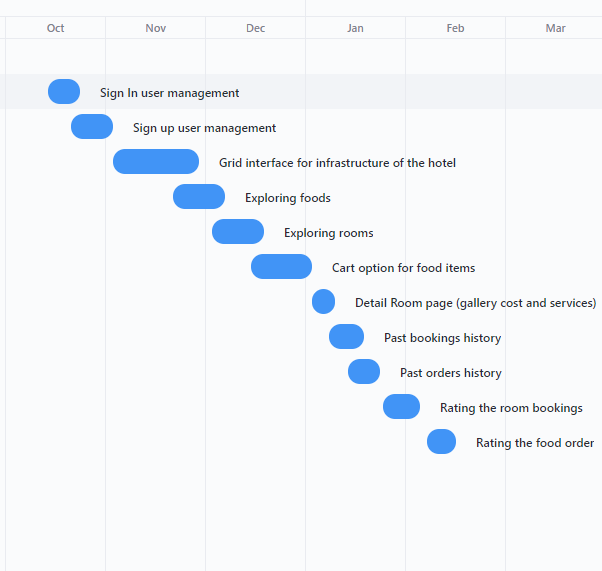 Oct Nov Dec Jan Feb Mar
Sign In user management
Sign up user management
Grid interface for infrastructure of the hotel
Exploring foods
Exploring rooms
Cart option for food items
Detail Room page (gallery cost and services)
Past bookings history
Past orders history
Rating the room bookings
Rating the food order